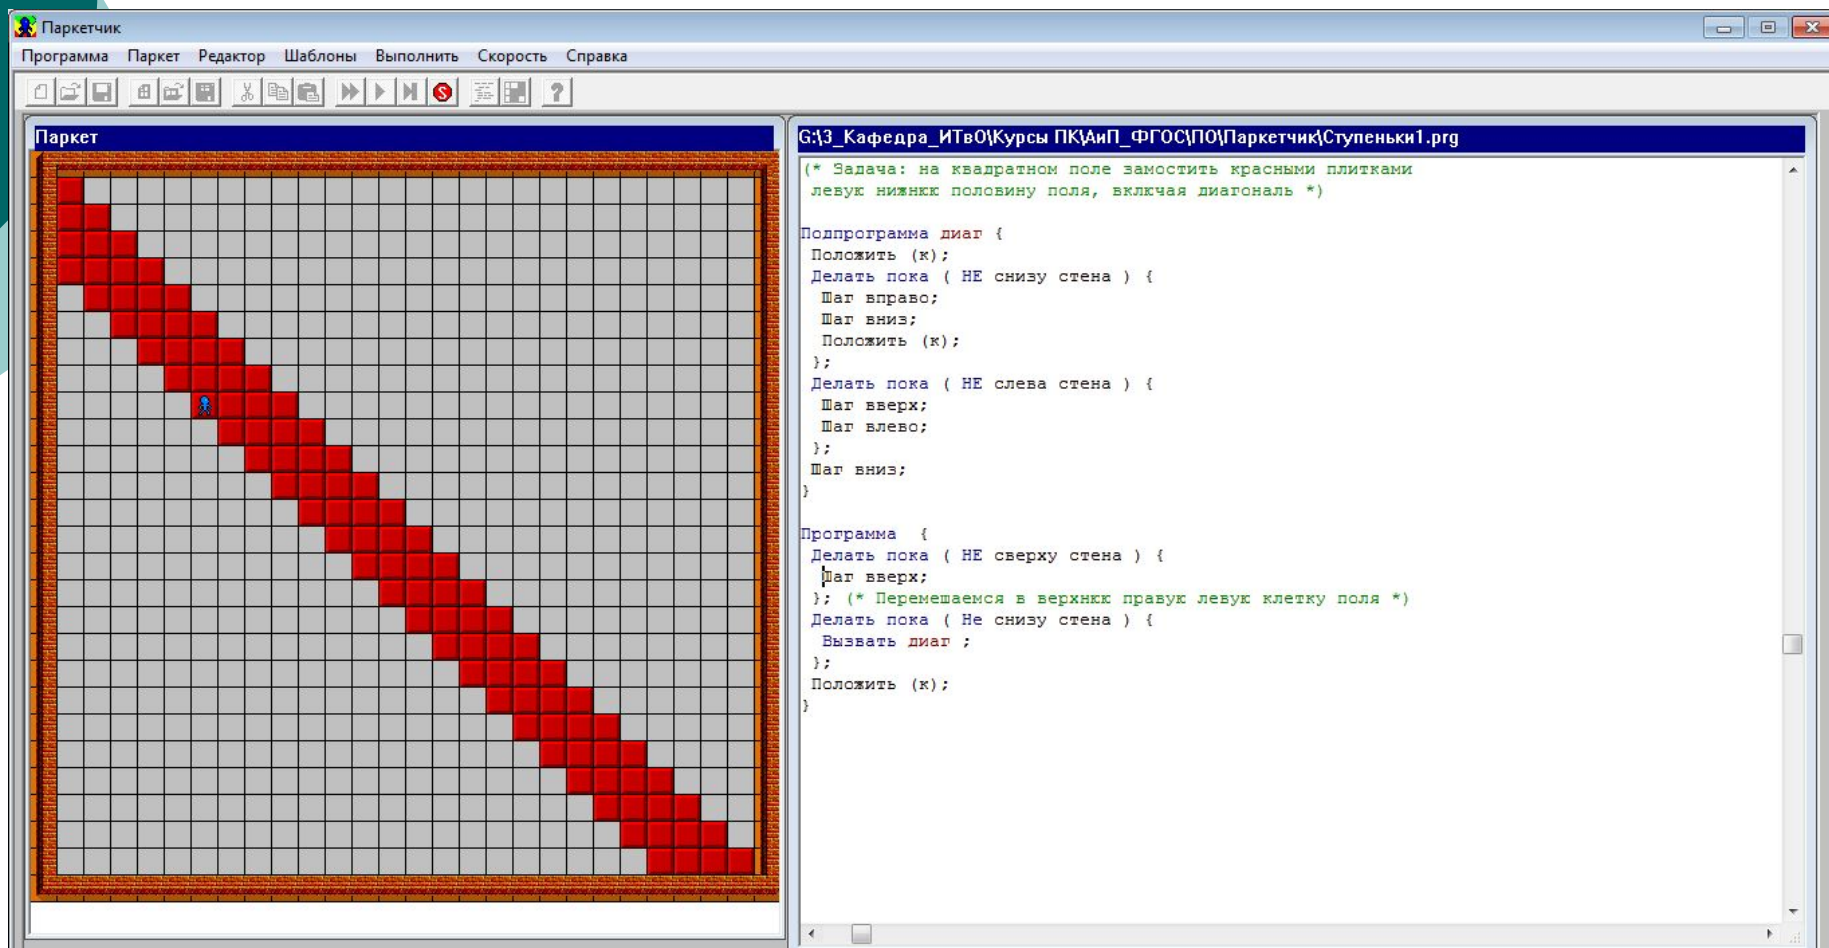 Паркетчик
Программа Паркет Редактор Шаблоны Выполнить Скорость Справка
Паркет
G:\3_Кафедра_ИТвО\Курсы ПК\АиП_ФГОС\ПО\Паркетчик\Ступеньки1.prg
(* Задача: на квадратном поле замостить красными плитками
левук нижнкк половину поля, вклкчая диагональ *)
Подпрограмма диаг {
Положить (к);
Делать пока ( НЕ снизу стена ) {
Шаг вправо;
Шаг вниз;
Положить (к);
};
Делать пока ( НЕ слева стена ) {
Шаг вверх;
Шаг влево;
};
Шаг вниз;
}
Программа {
Делать пока ( НЕ сверху стена ) {
Шаг вверх;
}; (* Перемешаемся в верхнкк правук левук клетку поля *)
Делать пока ( Не снизу стена ) {
Вызвать диаг ;
};
Положить (к);
}